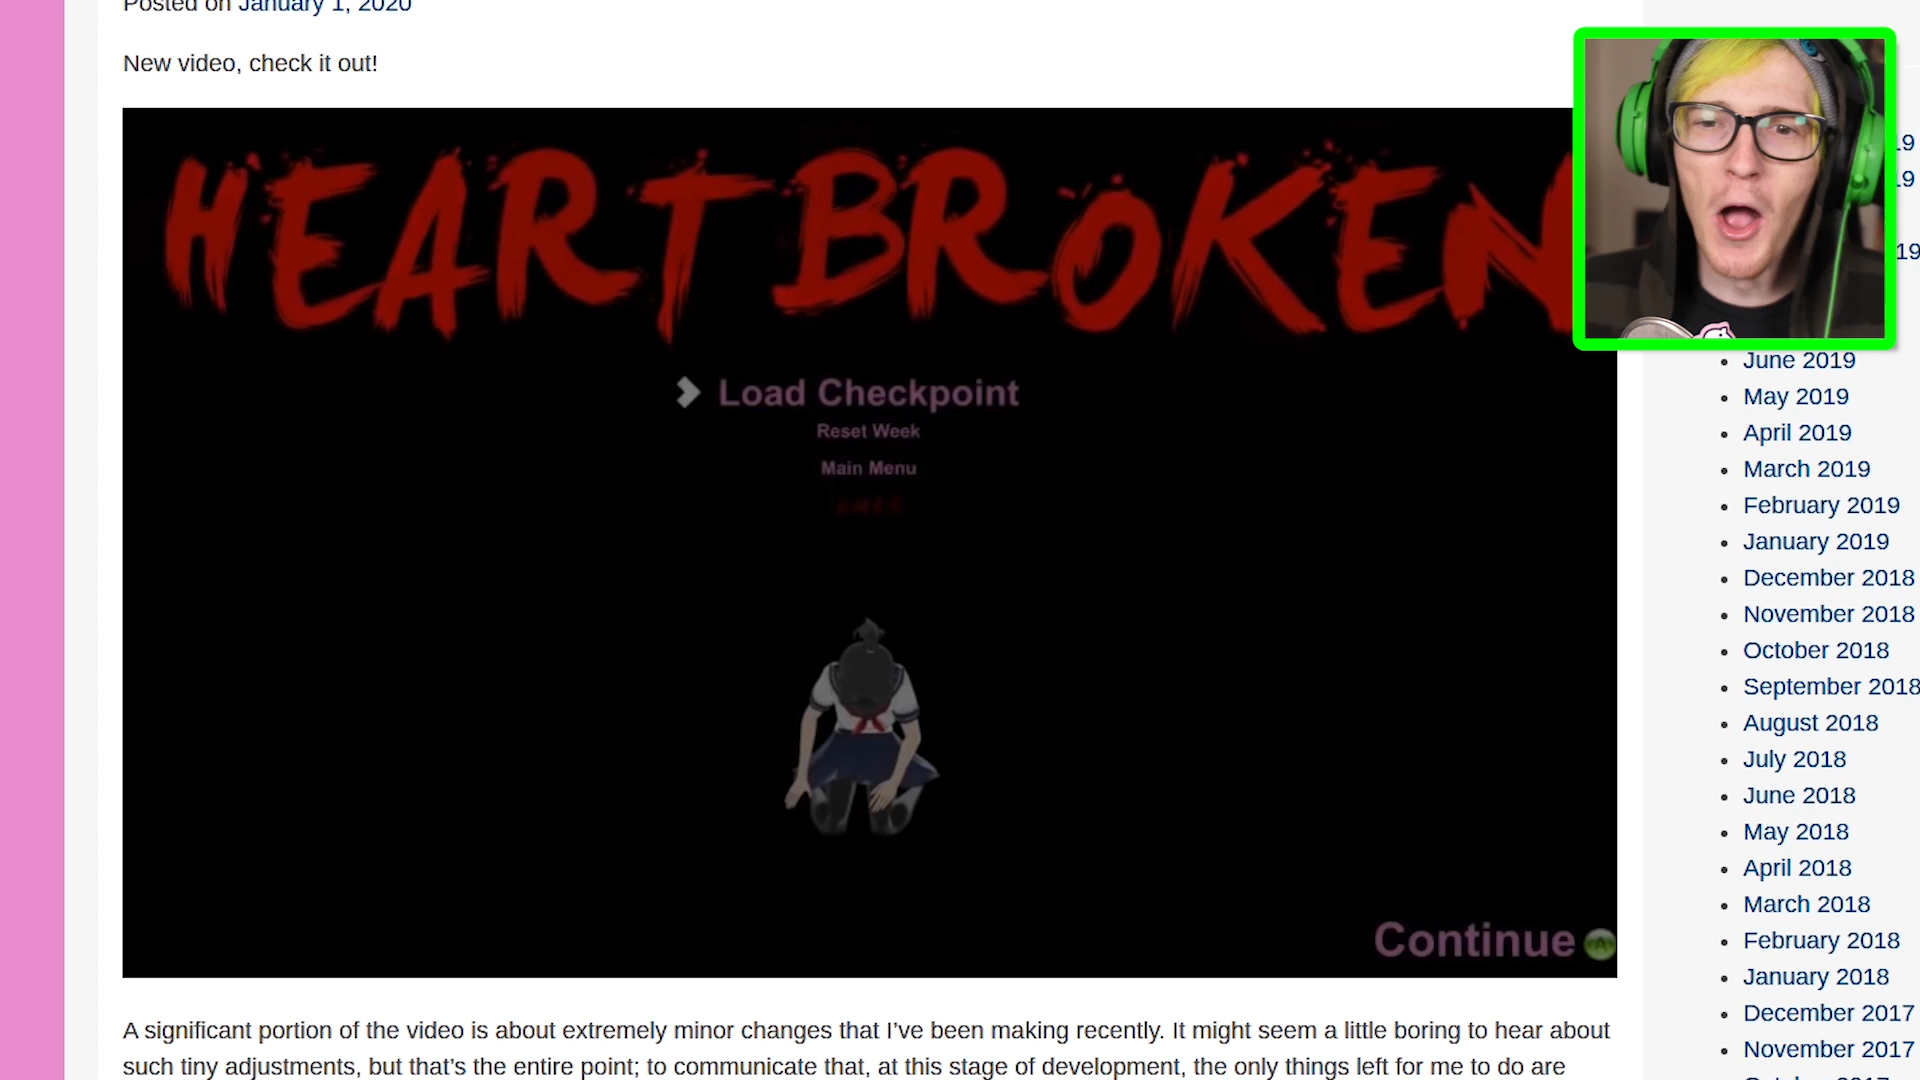 Posted on January 1, 2020
New video, check it out!
HEARTBROKEN
Load Checkpoint
Reset Week
Main Menu
Continue A
A significant portion of the video is about extremely minor changes that I’ve been making recently. It might seem a little boring to hear about
such tiny adjustments, but that’s the entire point; to communicate that, at this stage of development, the only things left for me to do are
19
19
19
June 2019
May 2019
April 2019
March 2019
February 2019
January 2019
December 2018
November 2018
October 2018
September 2018
August 2018
July 2018
June 2018
May 2018
April 2018
March 2018
February 2018
January 2018
December 2017
November 2017